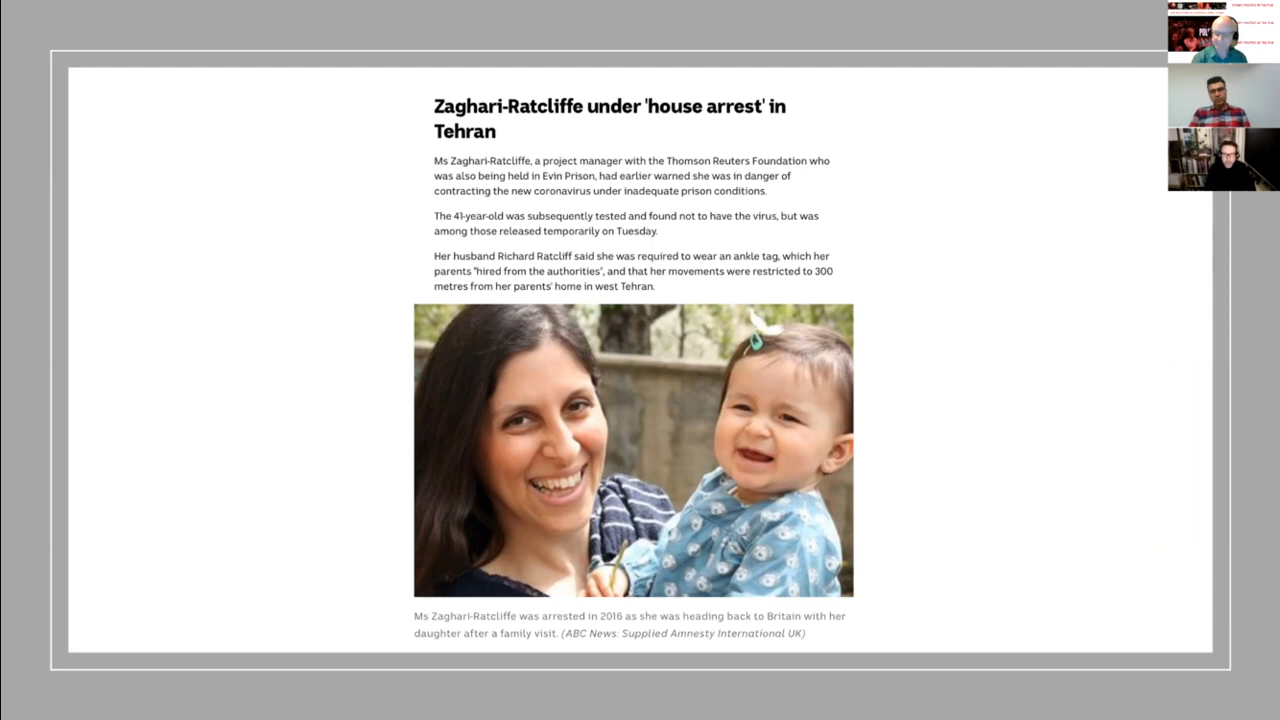 Zaghari-Ratcliffe under 'house arrest' in
Tehran
Ms Zaghari-Ratcliffe, a project manager with the Thomson Reuters Foundation who
was also being held in Evin Prison, had earlier warned she was in danger of
contracting the new coronavirus under inadequate prison conditions.
The 41-year-old was subsequently tested and found not to have the virus, but was
among those released temporarily on Tuesday.
Her husband Richard Ratcliff said she was required to wear an ankle tag, which her
parents "hired from the authorities", and that her movements were restricted to 300
metres from her parents' home in west Tehran.
Ms Zaghari-Ratcliffe was arrested in 2016 as she was heading back to Britain with her
daughter after a family visit. (ABC News: Supplied Amnesty International UK)